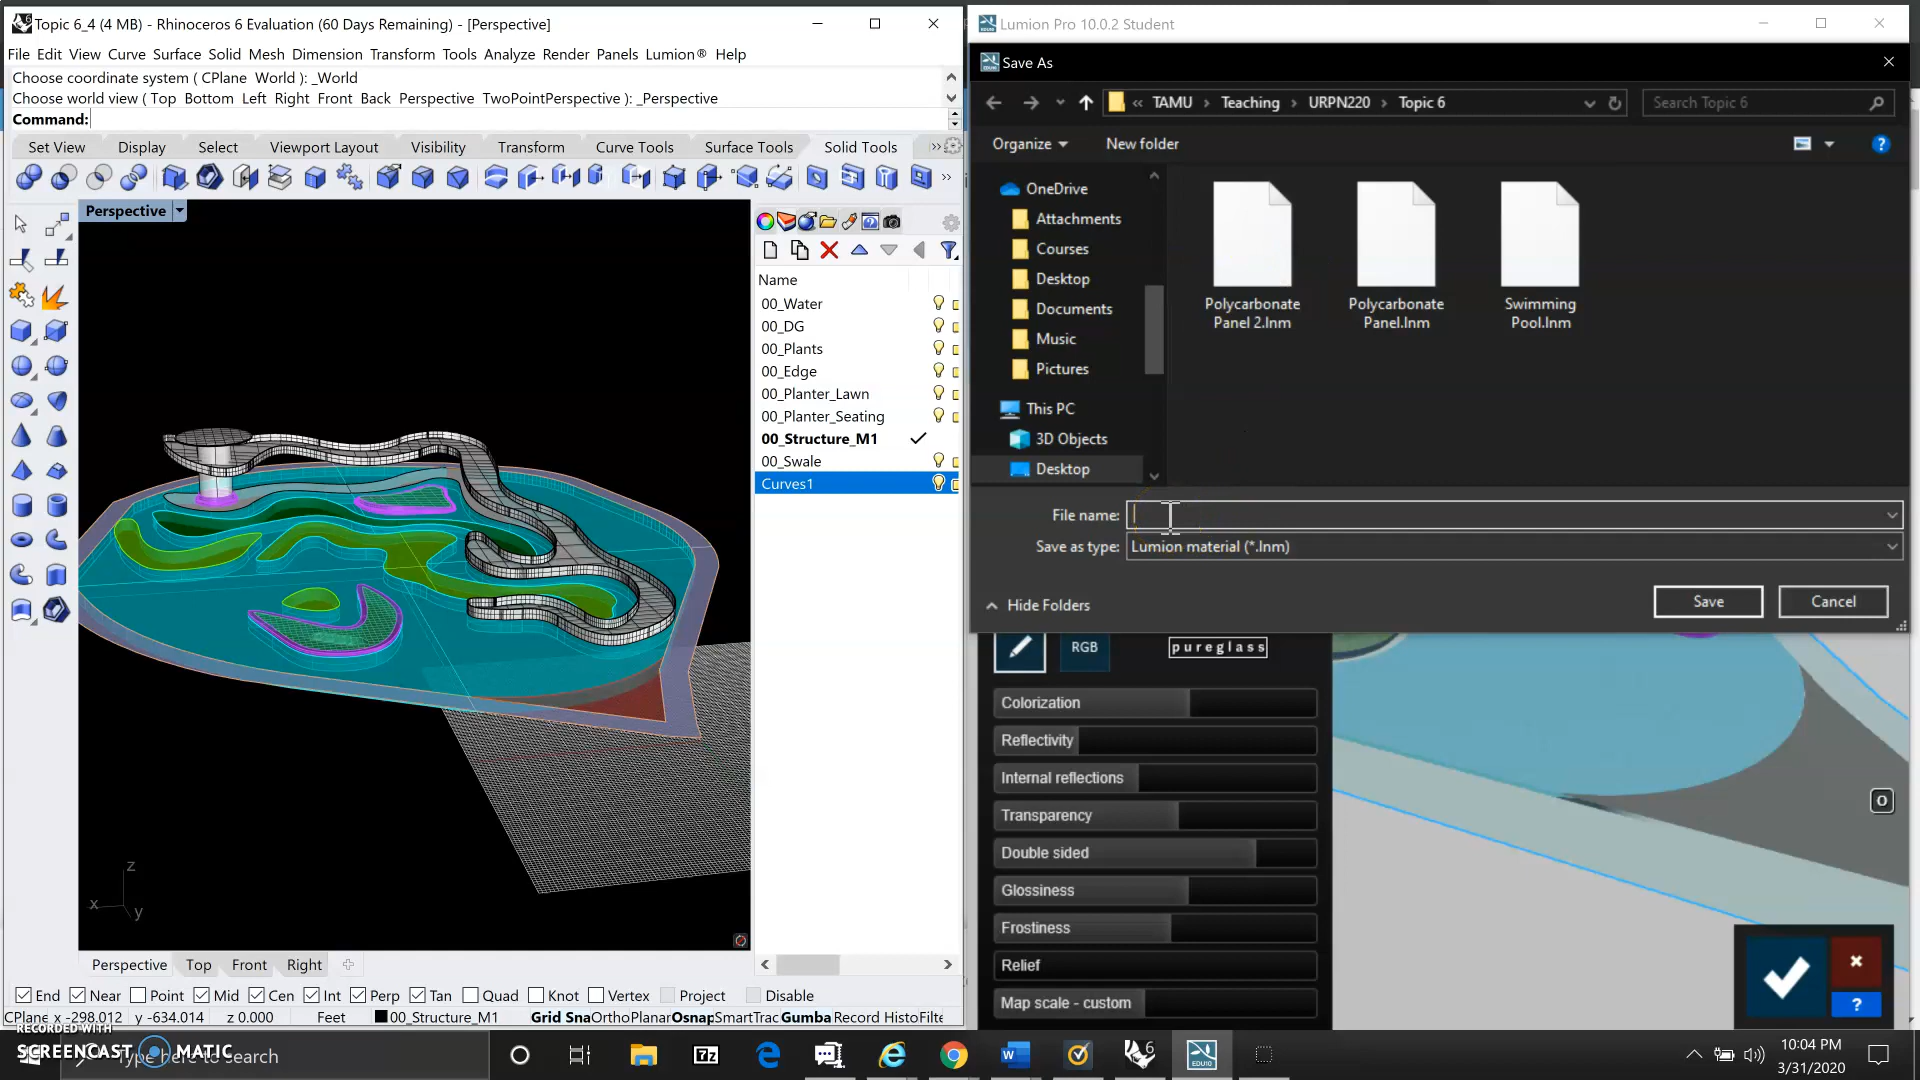 Topic 6_4 (4 MB) - Rhinoceros 6 Evaluation (60 Days Remaining) - [Perspective]
File Edit View Curve Surface Solid Mesh Dimension Transform Tools Analyze Render Panels Lumion® Help
Choose coordinate system ( CPlane World ): _World
Choose world view ( Top Bottom Left Right Front Back Perspective TwoPointPerspective ): _Perspective
Command:
Set View Display Select Viewport Layout Visibility Transform Curve Tools Surface Tools Solid Tools
Perspective
Name
00_Water
00_DG
00_Plants
00_Edge
00_Planter_Lawn
00_Planter_Seating
00_Structure_M1
00_Swale
Curves1
z
x
y
Perspective Top Front Right
End Near Point Mid Cen Int Perp Tan Quad Knot Vertex Project Disable
CPlane x -298.012 y -634.014 z 0.000 Feet 00_Structure_M1 Grid Sna Ortho Planar Osnap SmartTrac Gumba Record Histo Filte
Lumion Pro 10.0.2 Student
Save As
« TAMU › Teaching › URPN220 › Topic 6
Search Topic 6
Organize New folder
OneDrive
Attachments
Courses
Desktop
Documents
Music
Pictures
This PC
3D Objects
Desktop
Polycarbonate Panel 2.lnm
Polycarbonate Panel.lnm
Swimming Pool.lnm
File name:
Save as type: Lumion material (*.lnm)
Hide Folders
Save Cancel
RGB
pureglass
Colorization
Reflectivity
Internal reflections
Transparency
Double sided
Glossiness
Frostiness
Relief
Map scale - custom
O
?
RECORDED WITH
SCREENCAST MATIC
Type here to search
7z
10:04 PM
3/31/2020